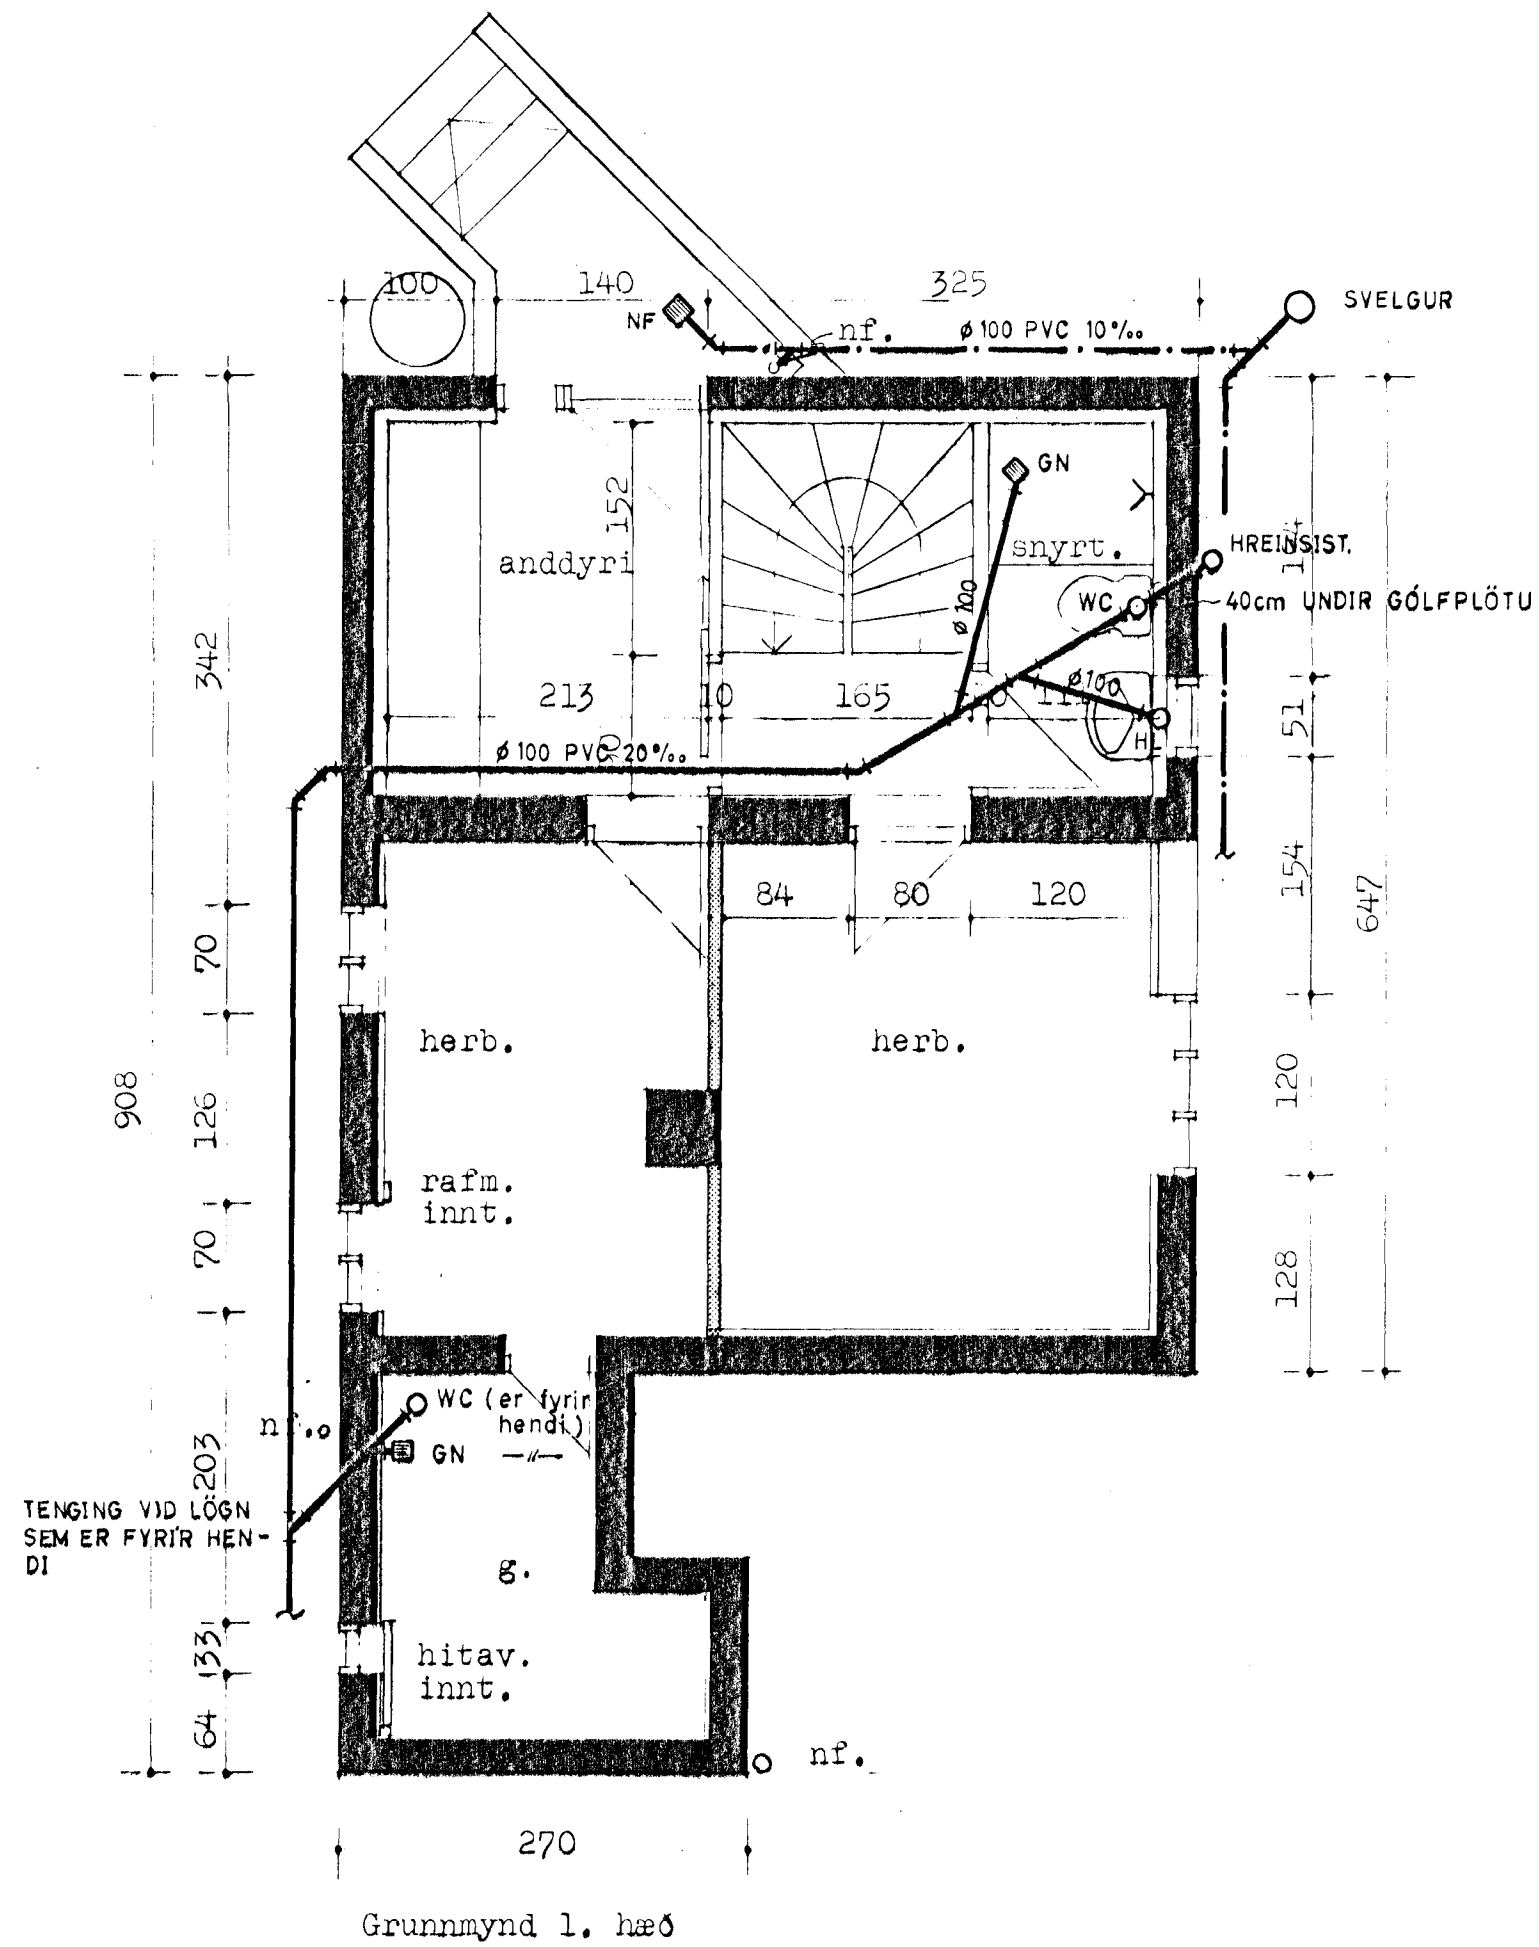 100
140
325
SVELGUR
NF
nf.
Ø 100 PVC 10‰
GN
152
anddyri
snyrt.
HREINSIST.
WC
40cm UNDIR GÓLFPLÖTU
Ø 100
342
213
10
165
Ø100
51
H
Ø 100 PVC 20‰
84
80
120
154
647
70
herb.
herb.
908
126
120
rafm.
innt.
70
128
WC (er fyrir
hendi)
nf.
GN
203
TENGING VID LÖGN
SEM ER FYRIR HEN-
DI
g.
33
hitav.
innt.
64
nf.
270
Grunnmynd 1. hæð